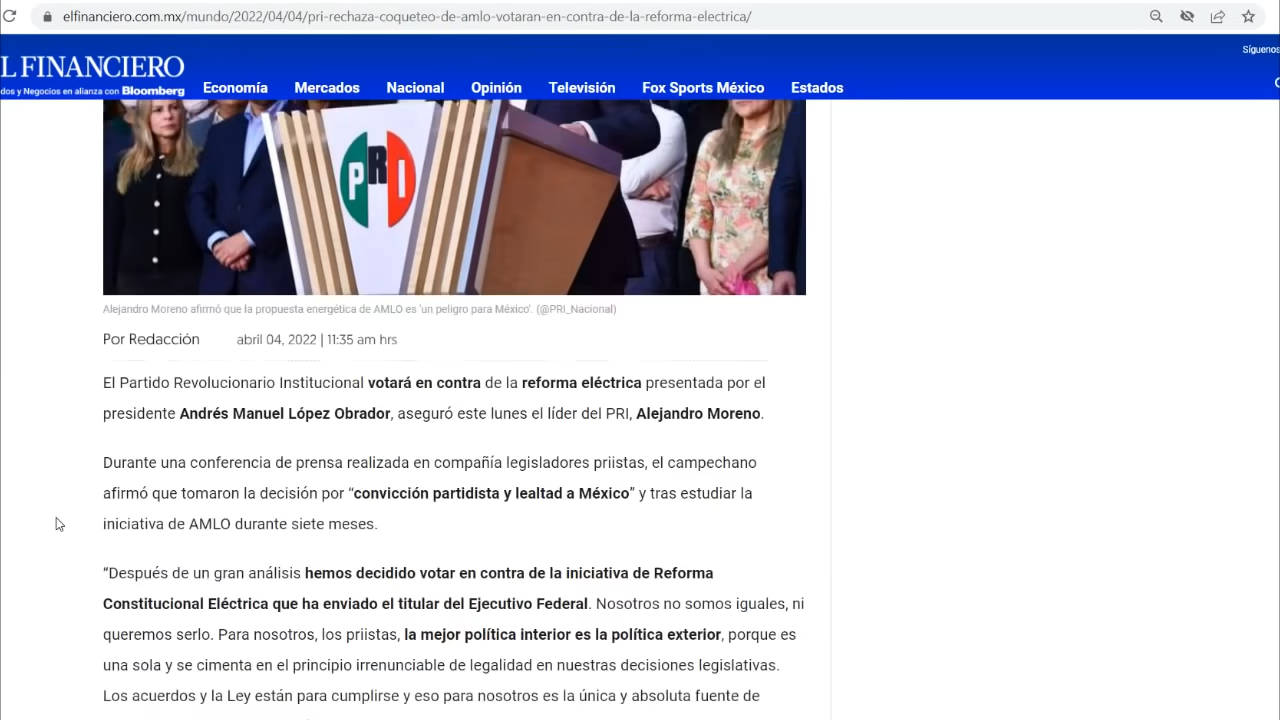 elfinanciero.com.mx/mundo/2022/04/04/pri-rechaza-coqueteo-de-amlo-votaran-en-contra-de-la-reforma-electrica/
Síguenos
L FINANCIERO
dos y Negocios en alianza con Bloomberg
Economía Mercados Nacional Opinión Televisión Fox Sports México Estados
PRI
Alejandro Moreno afirmó que la propuesta energética de AMLO es 'un peligro para México'. (@PRI_Nacional)
Por Redacción abril 04, 2022 | 11:35 am hrs
El Partido Revolucionario Institucional votará en contra de la reforma eléctrica presentada por el
presidente Andrés Manuel López Obrador, aseguró este lunes el líder del PRI, Alejandro Moreno.
Durante una conferencia de prensa realizada en compañía legisladores priistas, el campechano
afirmó que tomaron la decisión por “convicción partidista y lealtad a México” y tras estudiar la
iniciativa de AMLO durante siete meses.
“Después de un gran análisis hemos decidido votar en contra de la iniciativa de Reforma
Constitucional Eléctrica que ha enviado el titular del Ejecutivo Federal. Nosotros no somos iguales, ni
queremos serlo. Para nosotros, los priistas, la mejor política interior es la política exterior, porque es
una sola y se cimenta en el principio irrenunciable de legalidad en nuestras decisiones legislativas.
Los acuerdos y la Ley están para cumplirse y eso para nosotros es la única y absoluta fuente de